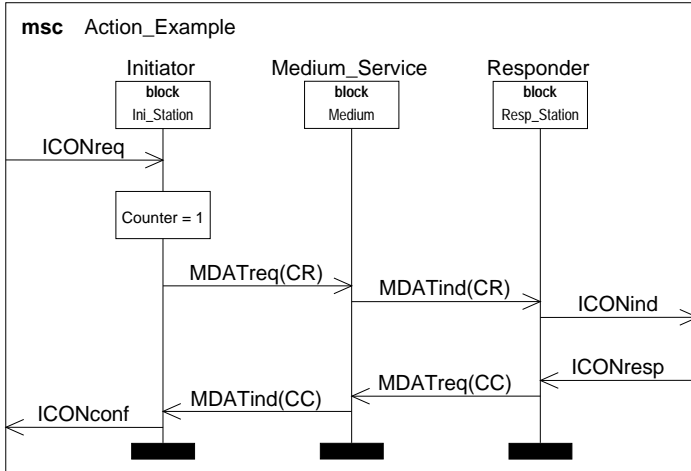 msc Action_Example
Initiator Medium_Service Responder
block block block
Ini_Station Medium Resp_Station
ICONreq
Counter = 1
MDATreq(CR)
MDATind(CR)
ICONind
ICONresp
MDATreq(CC)
MDATind(CC)
ICONconf